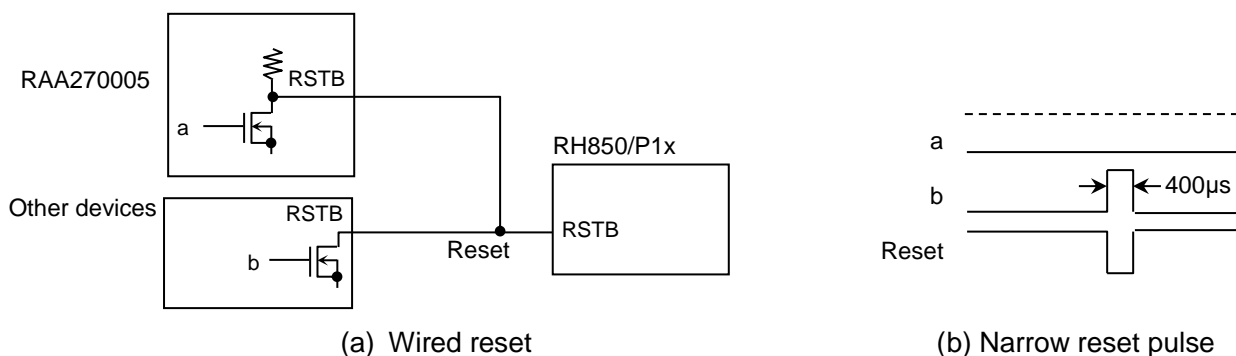 RAA270005
RSTB
a
Other devices
RSTB
b
Reset
RH850/P1x
RSTB
(a) Wired reset
a
b
400µs
Reset
(b) Narrow reset pulse